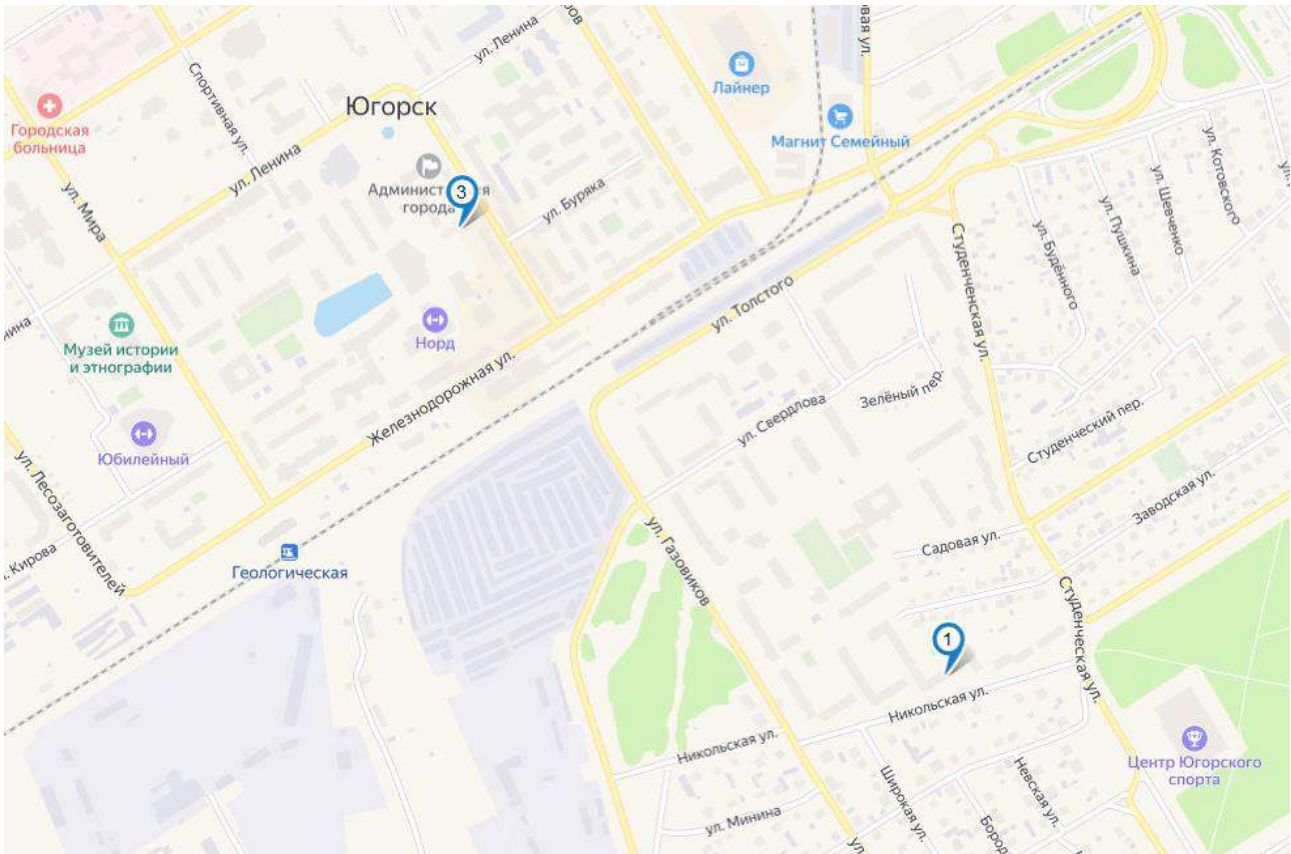 ул. Ленина
Лайнер
Магнит Семейный
Спортивная ул.
Югорск
Городская
больница
ул. Ленина
ул. Мира
3
города
ул. Буряка
ул. Котовского
ул. Шевченко
ул. Пушкина
ул. Будённого
Студенческая ул.
ул. Толстого
Музей истории
и этнографии
Норд
Железнодорожная ул.
Зелёный пер.
ул. Свердлова
Студенческий пер.
Юбилейный
ул. Лесозаготовителей
Заводская ул.
Садовая ул.
ул. Газовиков
Кирова
Геологическая
Студенческая ул.
1
Никольская ул.
Никольская ул.
Центр Югорского
спорта
Широкая ул.
Невская ул.
ул. Минина